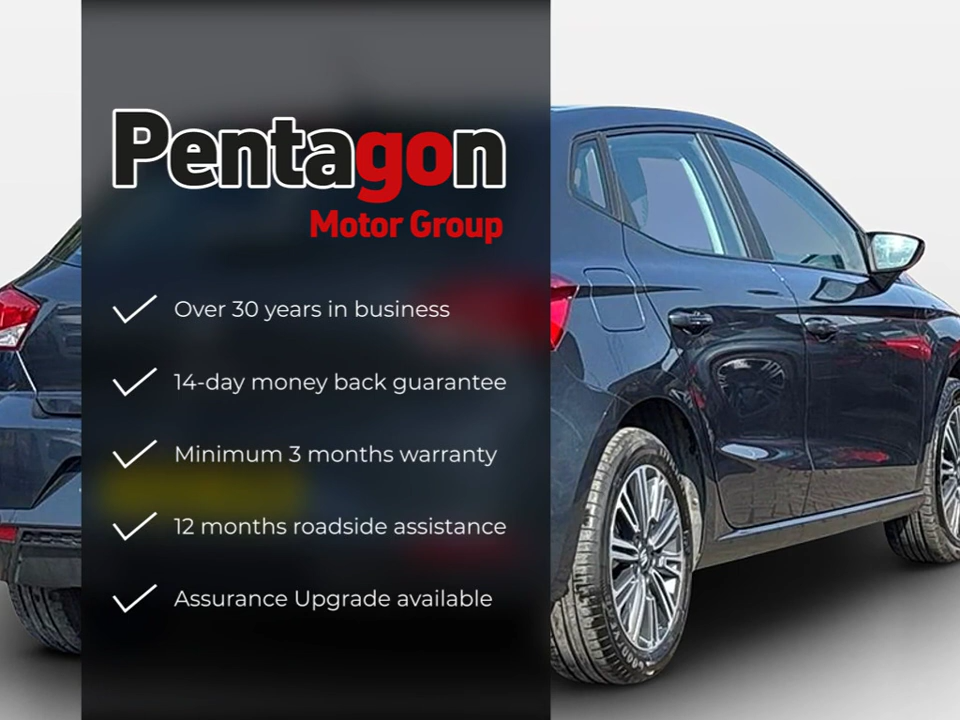 Pentagon
Motor Group
Over 30 years in business
14-day money back guarantee
Minimum 3 months warranty
12 months roadside assistance
Assurance Upgrade available